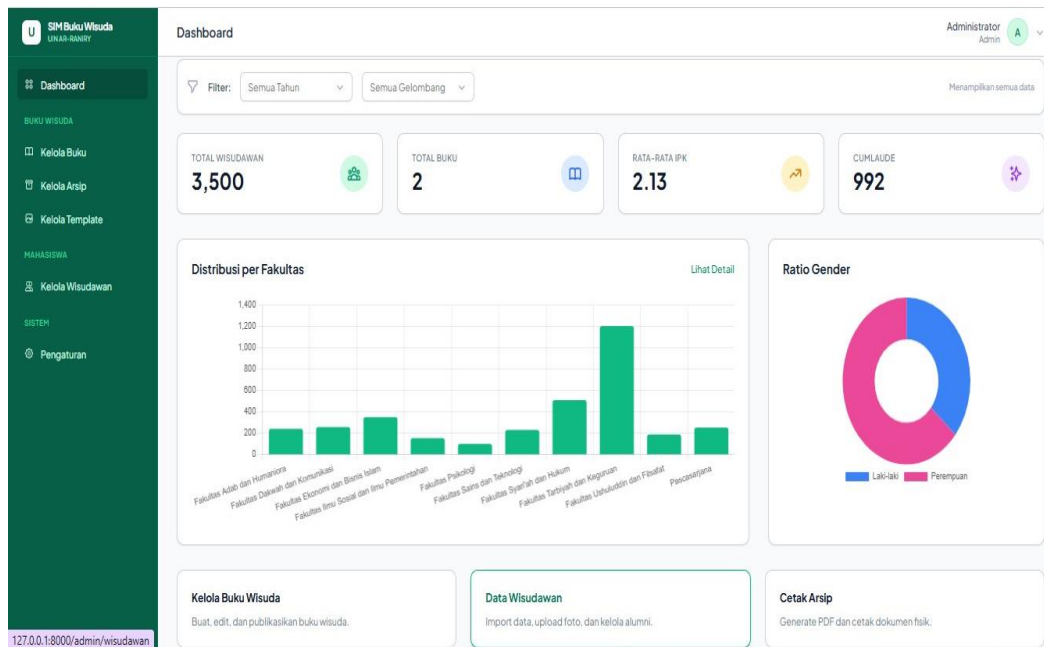 U
SIM Buku Wisuda
UIN AR-RANIRY
Dashboard
BUKU WISUDA
Kelola Buku
Kelola Arsip
Kelola Template
MAHASISWA
Kelola Wisudawan
SISTEM
Pengaturan
127.0.0.1:8000/admin/wisudawan
Dashboard
Administrator
Admin
A
Filter:
Semua Tahun
Semua Gelombang
Menampilkan semua data
TOTAL WISUDAWAN
3,500
TOTAL BUKU
2
RATA-RATA IPK
2.13
CUMLAUDE
992
Distribusi per Fakultas
Lihat Detail
1,400
1,200
1,000
800
600
400
200
0
Fakultas Adab dan Humaniora
Fakultas Dakwah dan Komunikasi
Fakultas Ekonomi dan Bisnis Islam
Fakultas Ilmu Sosial dan Ilmu Pemerintahan
Fakultas Psikologi
Fakultas Sains dan Teknologi
Fakultas Syari'ah dan Hukum
Fakultas Tarbiyah dan Keguruan
Fakultas Ushuluddin dan Filsafat
Pascasarjana
Ratio Gender
Laki-laki
Perempuan
Kelola Buku Wisuda
Buat, edit, dan publikasikan buku wisuda.
Data Wisudawan
Import data, upload foto, dan kelola alumni.
Cetak Arsip
Generate PDF dan cetak dokumen fisik.